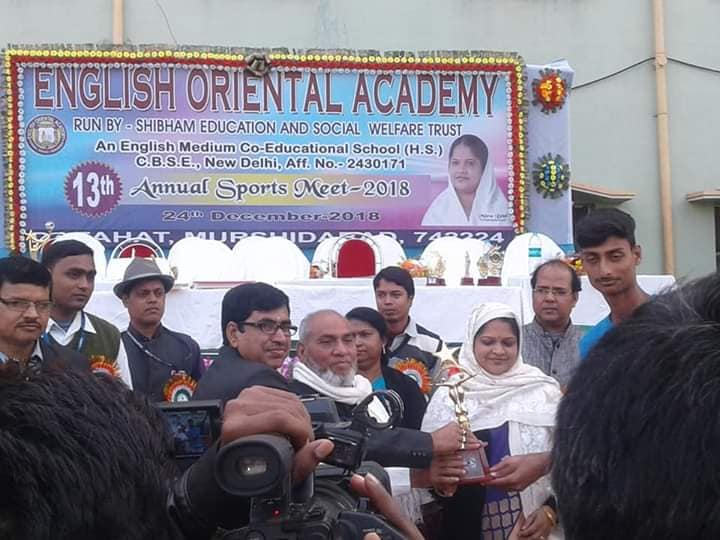 ENGLISH ORIENTAL ACADEMY
RUN BY - SHIBHAM EDUCATION AND SOCIAL WELFARE TRUST
An English Medium Co-Educational School (H.S.)
C.B.S.E., New Delhi, Aff. No.- 2430171
13th Annual Sports Meet-2018
24th December-2018
MURSHIDABAD, 742224